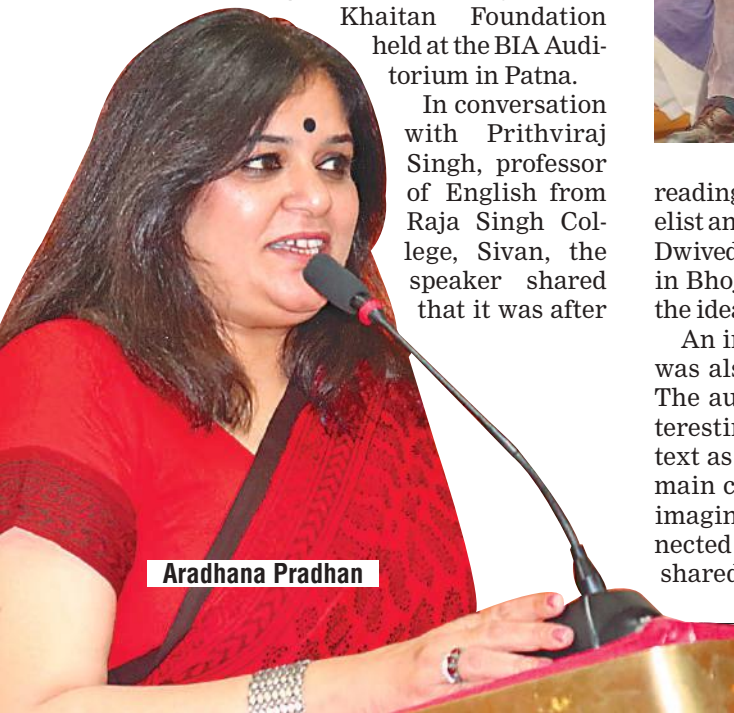 Khaitan Foundation
held at the BIA Audi-
torium in Patna.
In conversation
with Prithviraj
Singh, professor
of English from
Raja Singh Col-
lege, Sivan, the
speaker shared
that it was after
Aradhana Pradhan
reading
elist an
Dwived
in Bhoj
the idea
An in
was als
The au
teresti
text as
main c
imagin
nected
shared